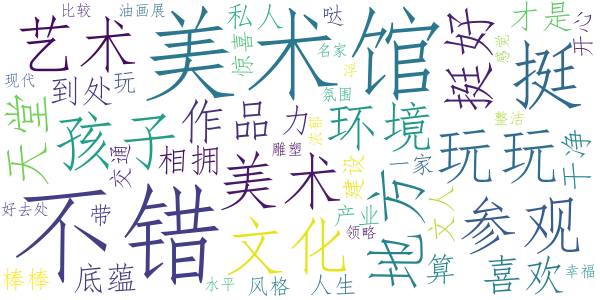 比较
油画展
私人
哒
才是
艺术
美术馆
惊喜
名家
挺好
挺
感觉
开心
现代
到处
玩
氛围
浮
天堂
孩子
作品
力
环境
浓郁
整洁
玩玩
干净
交通
相拥
雕塑
美术
建设
一家
地方
好去处
带
不错
文化
产业
领略
文人
参观
棒棒
底蕴
水平
风格
人生
算
喜欢
幸福